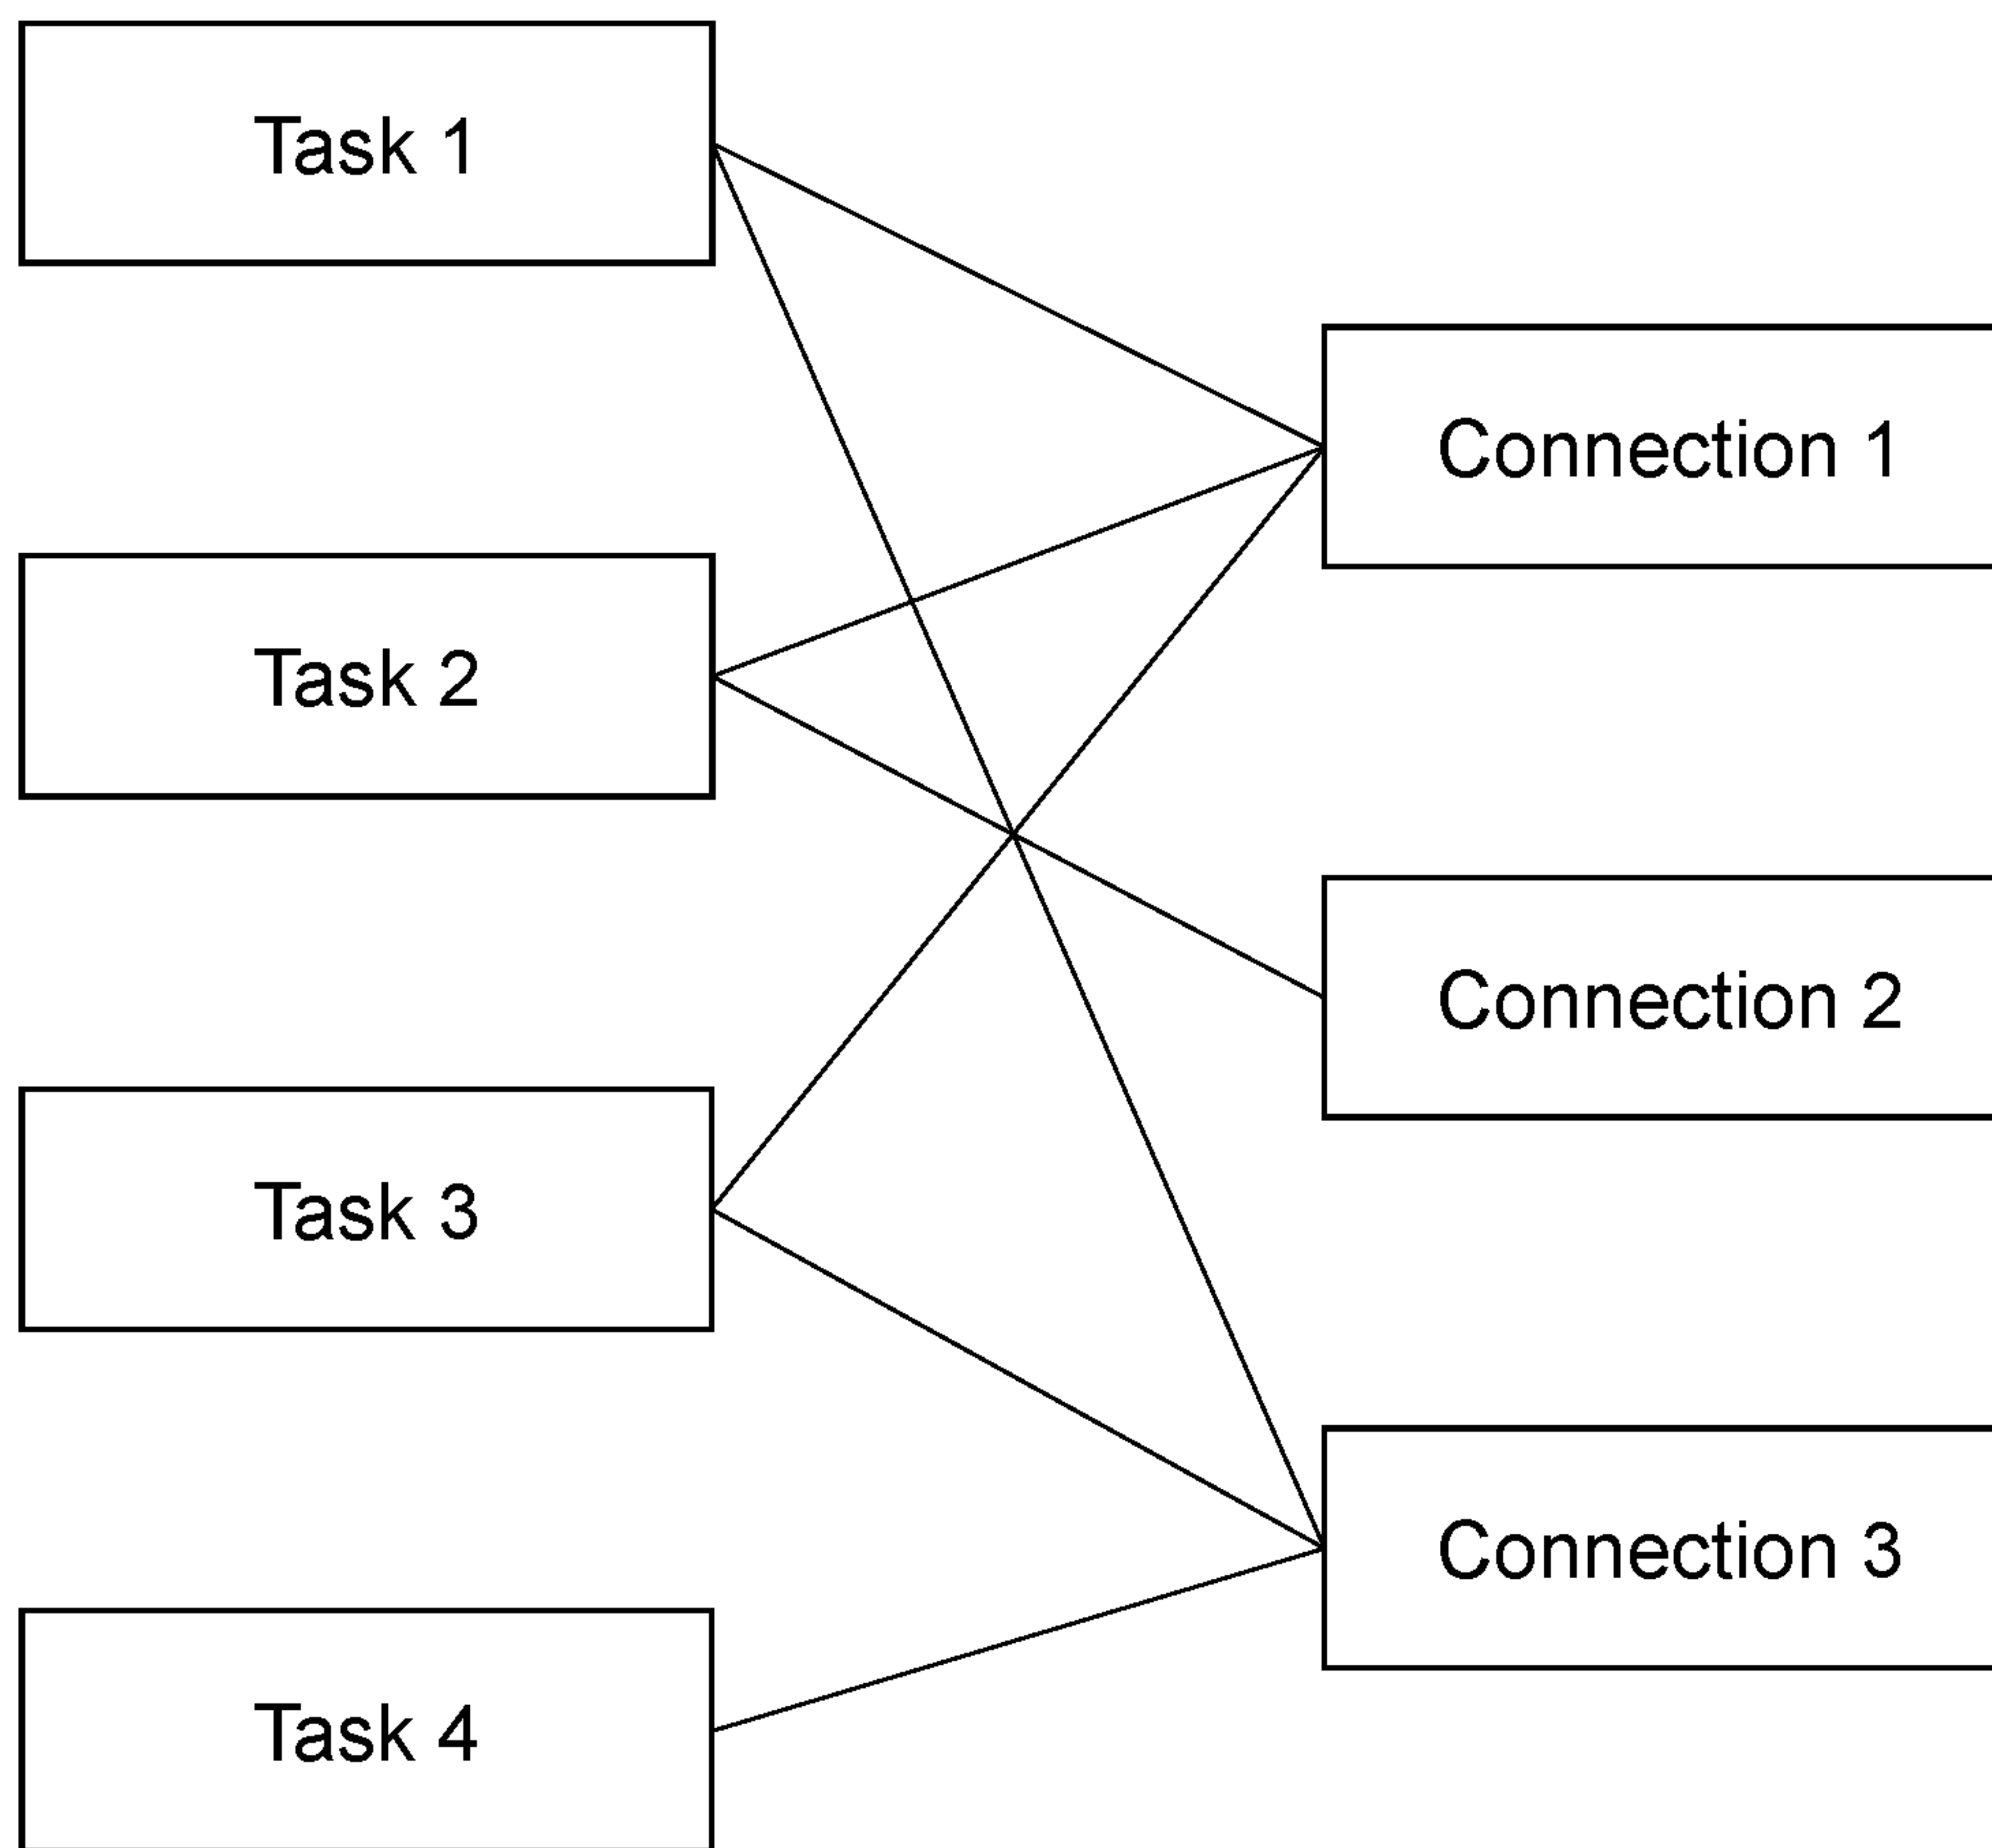 Task 1
Connection 1
Task 2
Connection 2
Task 3
Connection 3
Task 4